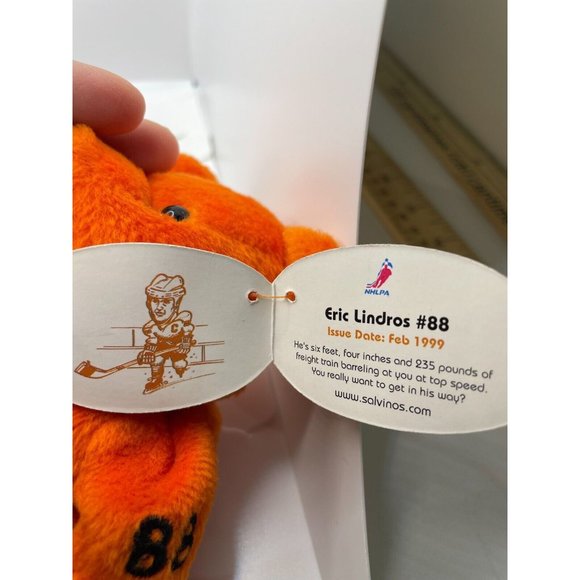 NHLPA
Eric Lindros #88
Issue Date: Feb 1999
He's six feet, four inches and 235 pounds of
freight train barreling at you at top speed.
You really want to get in his way?
www.salvinos.com
C
88